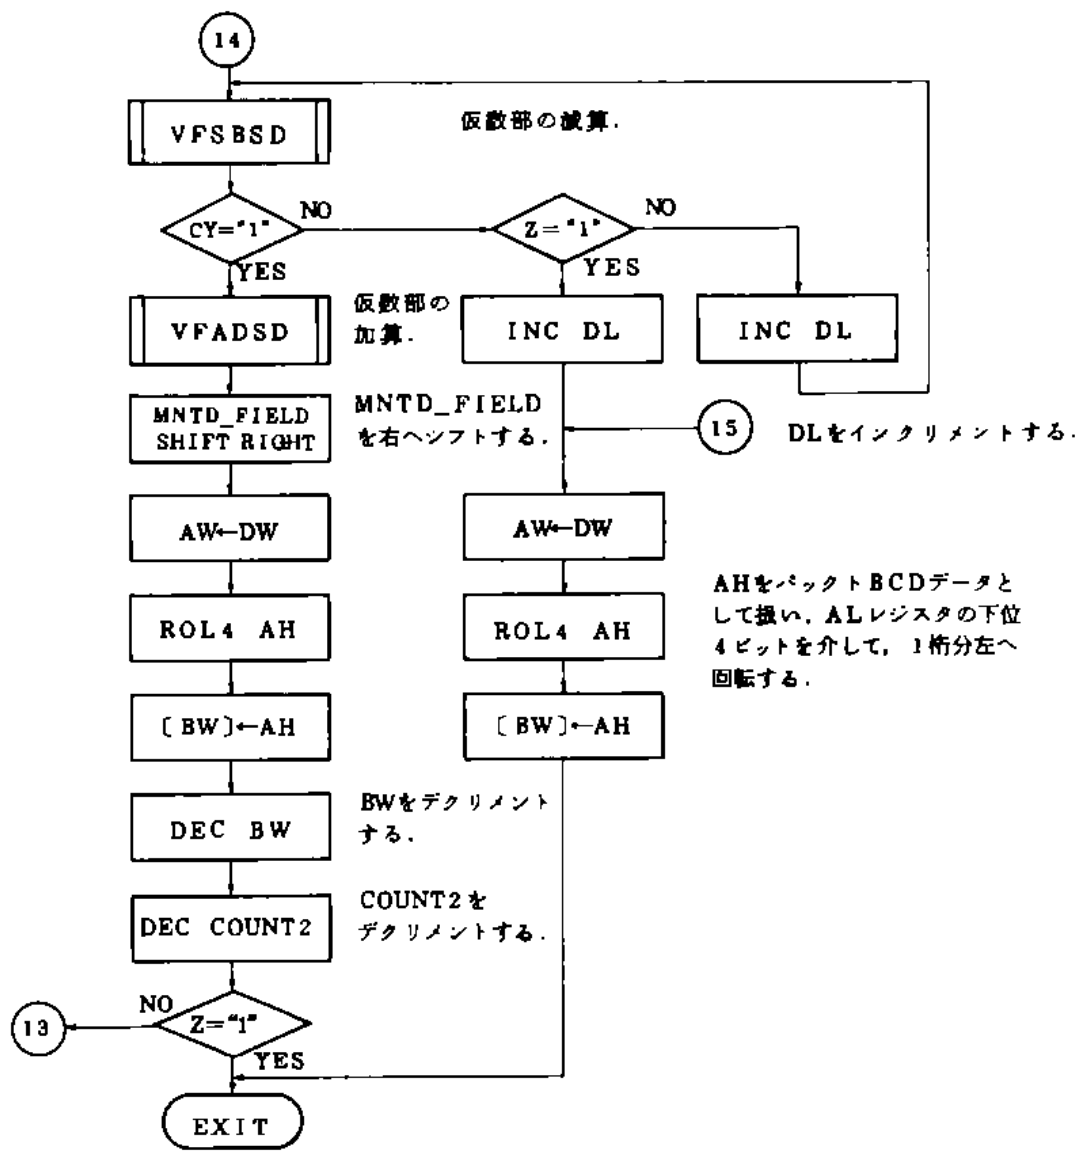 14
VFSBSD
仮数部の減算.
CY="1"
NO
YES
Z="1"
NO
YES
VFADSD
仮数部の
加算.
INC DL
INC DL
MNTD_FIELD
SHIFT RIGHT
MNTD_FIELD
を右へシフトする.
15
DLをインクリメントする.
AW←DW
AW←DW
ROL4 AH
ROL4 AH
AHをパックトBCDデータと
して扱い, ALレジスタの下位
4ビットを介して, 1桁分左へ
回転する.
[BW]←AH
[BW]←AH
DEC BW
BWをデクリメント
する.
DEC COUNT2
COUNT2を
デクリメントする.
NO
13
Z="1"
YES
EXIT